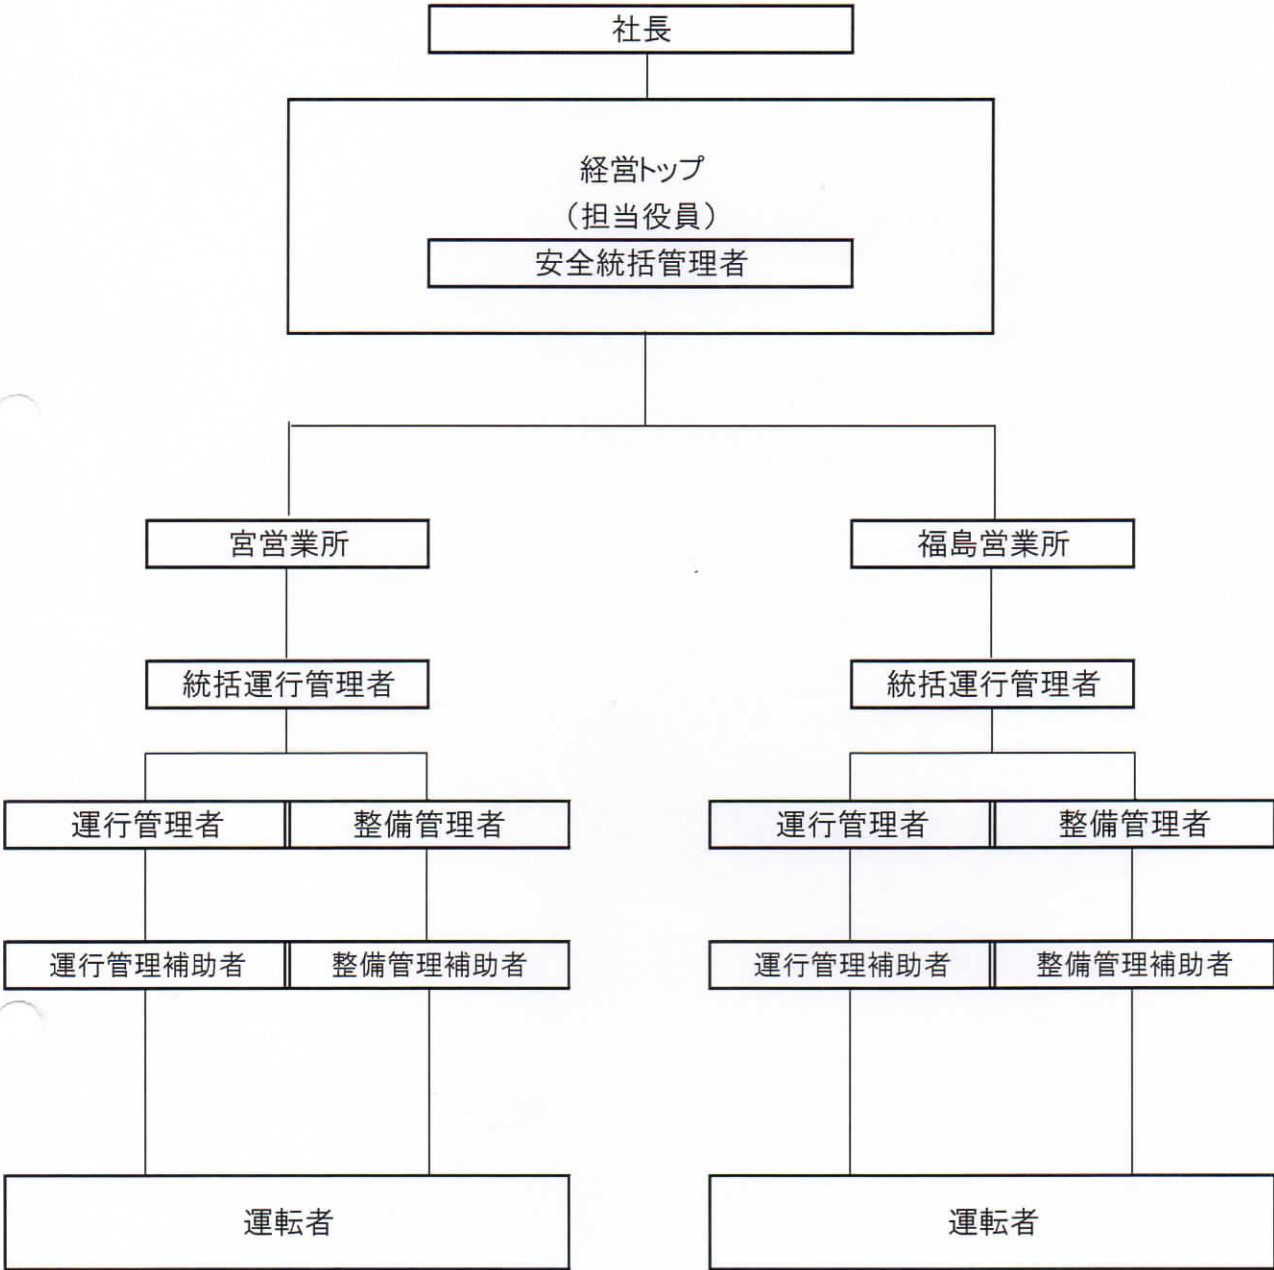 社長
経営トップ
（担当役員）
安全統括管理者
宮営業所
福島営業所
統括運行管理者
統括運行管理者
運行管理者
整備管理者
運行管理者
整備管理者
運行管理補助者
整備管理補助者
運行管理補助者
整備管理補助者
運転者
運転者